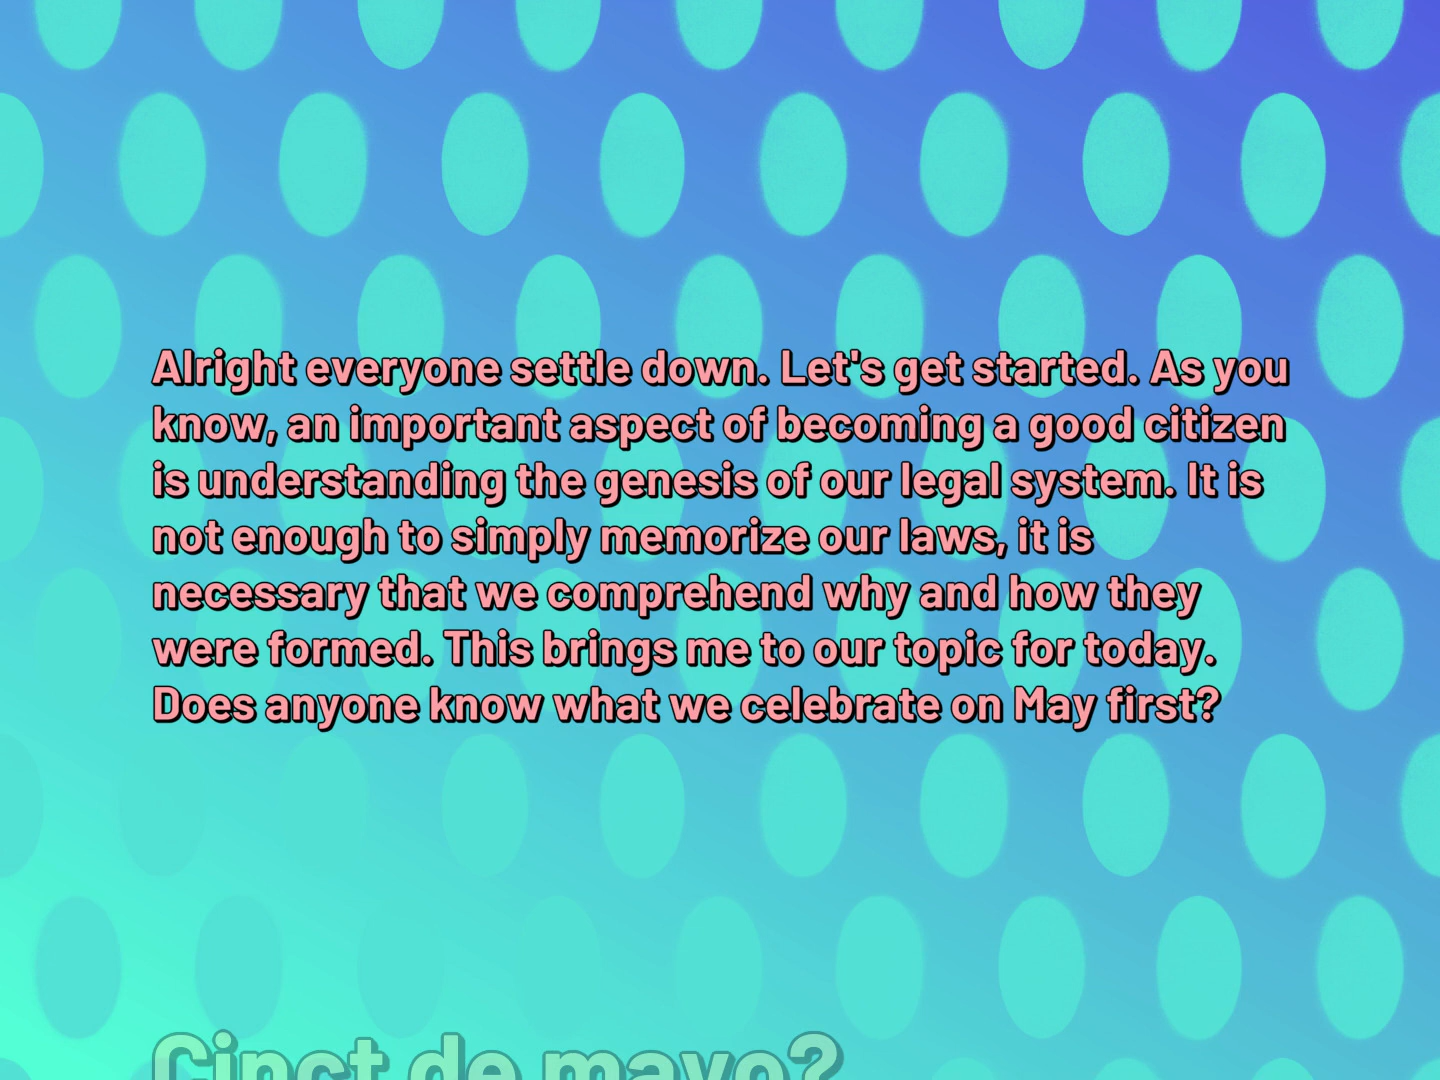 Alright everyone settle down. Let's get started. As you
know, an important aspect of becoming a good citizen
is understanding the genesis of our legal system. It is
not enough to simply memorize our laws, it is
necessary that we comprehend why and how they
were formed. This brings me to our topic for today.
Does anyone know what we celebrate on May first?
Cinct de mayo?